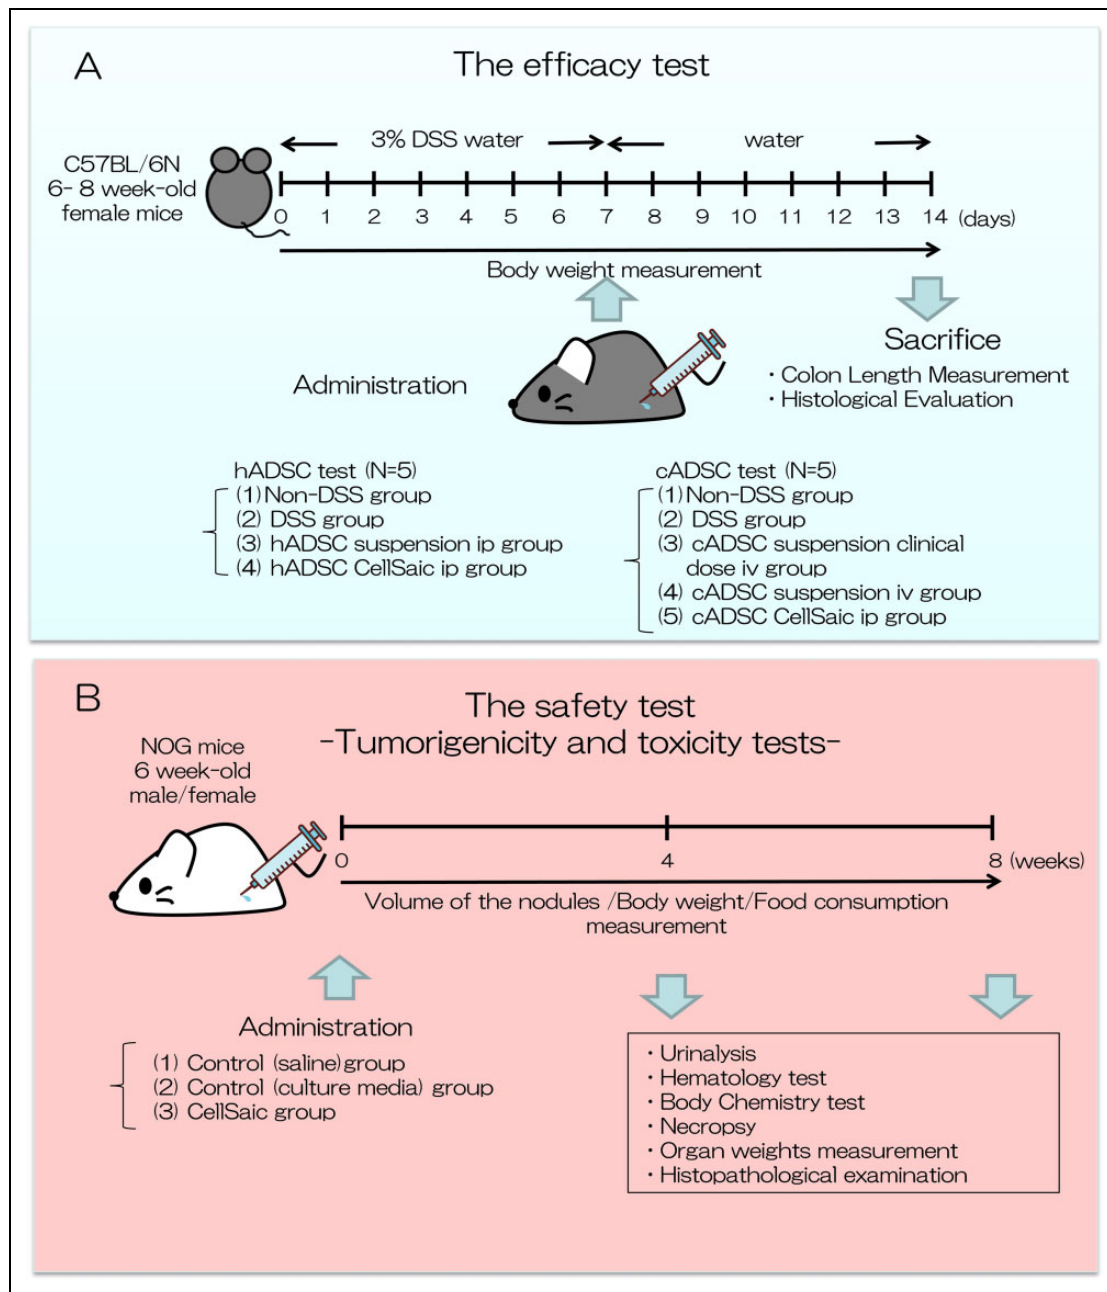 A
The efficacy test
3% DSS water
water
C57BL/6N
6- 8 week-old
female mice
0 1 2 3 4 5 6 7 8 9 10 11 12 13 14 (days)
Body weight measurement
Administration
Sacrifice
・Colon Length Measurement
・Histological Evaluation
hADSC test (N=5)
(1)Non-DSS group
(2) DSS group
(3) hADSC suspension ip group
(4) hADSC CellSaic ip group
cADSC test (N=5)
(1)Non-DSS group
(2) DSS group
(3) cADSC suspension clinical
dose iv group
(4) cADSC suspension iv group
(5) cADSC CellSaic ip group
B
The safety test
-Tumorigenicity and toxicity tests-
NOG mice
6 week-old
male/female
0 4 8 (weeks)
Volume of the nodules /Body weight/Food consumption
measurement
Administration
(1) Control (saline)group
(2) Control (culture media) group
(3) CellSaic group
・Urinalysis
・Hematology test
・Body Chemistry test
・Necropsy
・Organ weights measurement
・Histopathological examination